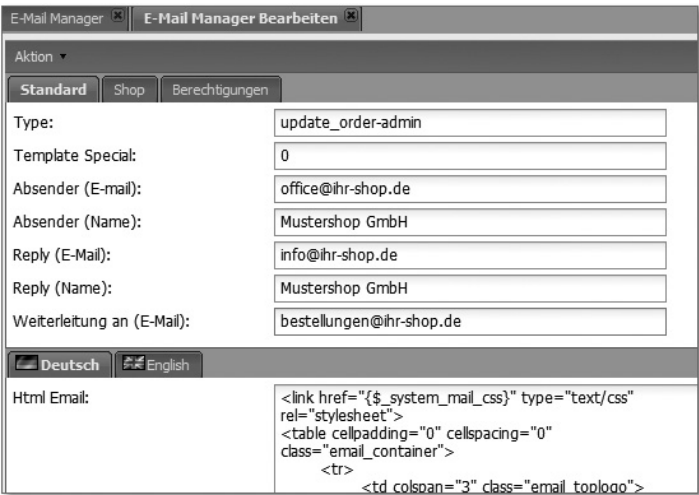 E-Mail Manager E-Mail Manager Bearbeiten
Aktion
Standard Shop Berechtigungen
Type: update_order-admin
Template Special: 0
Absender (E-mail): office@ihr-shop.de
Absender (Name): Mustershop GmbH
Reply (E-Mail): info@ihr-shop.de
Reply (Name): Mustershop GmbH
Weiterleitung an (E-Mail): bestellungen@ihr-shop.de
Deutsch English
Html Email: <link href="{$_system_mail_css}" type="text/css"
rel="stylesheet">
<table cellpadding="0" cellspacing="0"
class="email_container">
<tr>
<td colspan="3" class="email_toplogo">